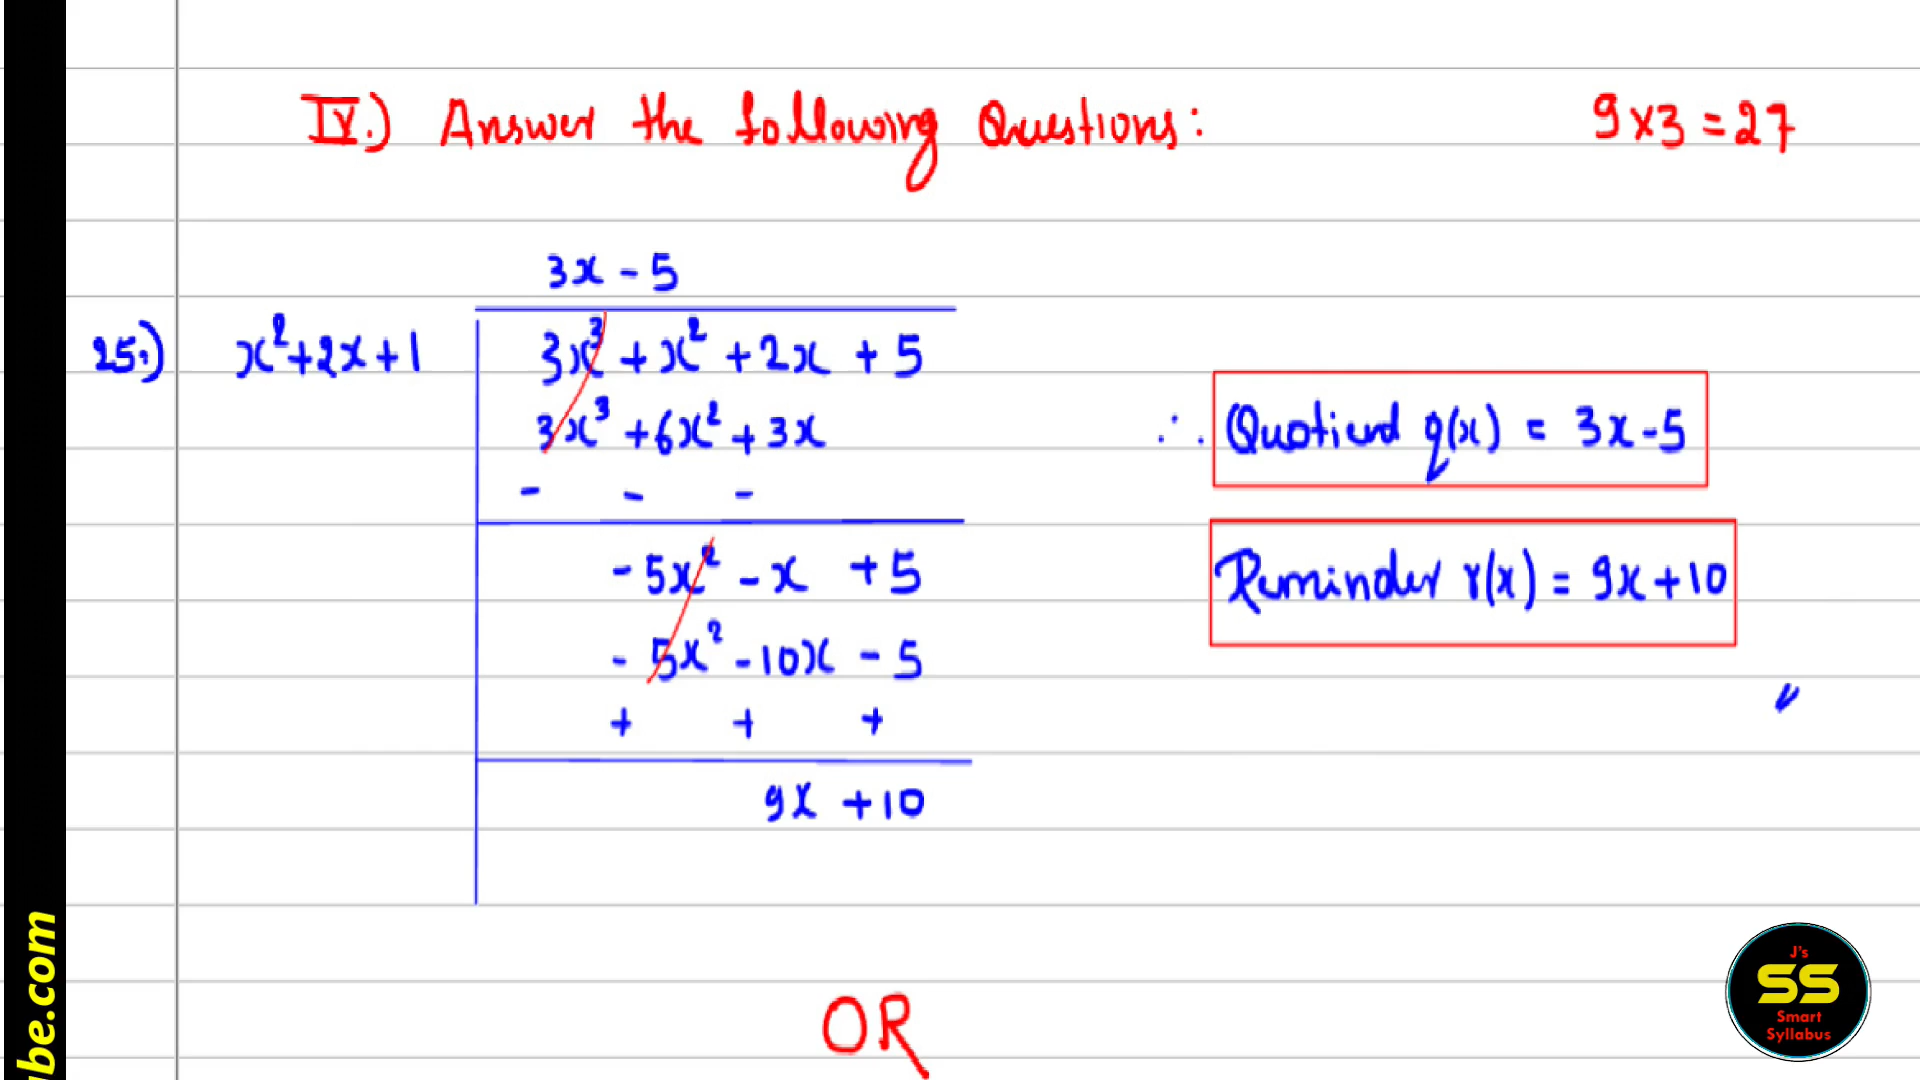 IV.) Answer the following Questions: 9x3=27
3x - 5
25.) x²+2x+1 3x³ + x² + 2x + 5
3x³ + 6x² + 3x
- - -
∴ Quotiend q(x) = 3x-5
- 5x² - x + 5
Reminder r(x) = 9x+10
- 5x² - 10x - 5
+ + +
9x + 10
OR
be.com
J's
SS
Smart
Syllabus